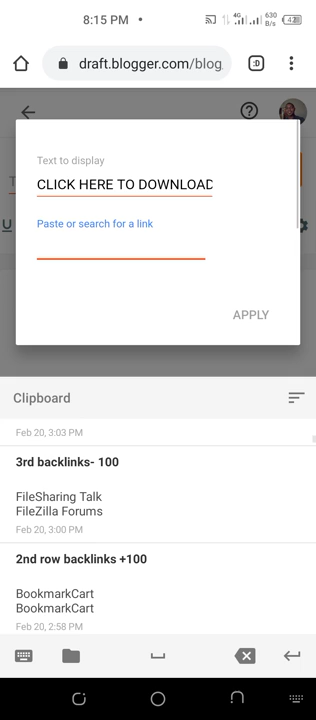 8:15 PM •
4G
630
B/s
42
draft.blogger.com/blog
:D
T
U
Text to display
CLICK HERE TO DOWNLOAD
Paste or search for a link
APPLY
Clipboard
Feb 20, 3:03 PM
3rd backlinks- 100
FileSharing Talk
FileZilla Forums
Feb 20, 3:00 PM
2nd row backlinks +100
BookmarkCart
BookmarkCart
Feb 20, 2:58 PM